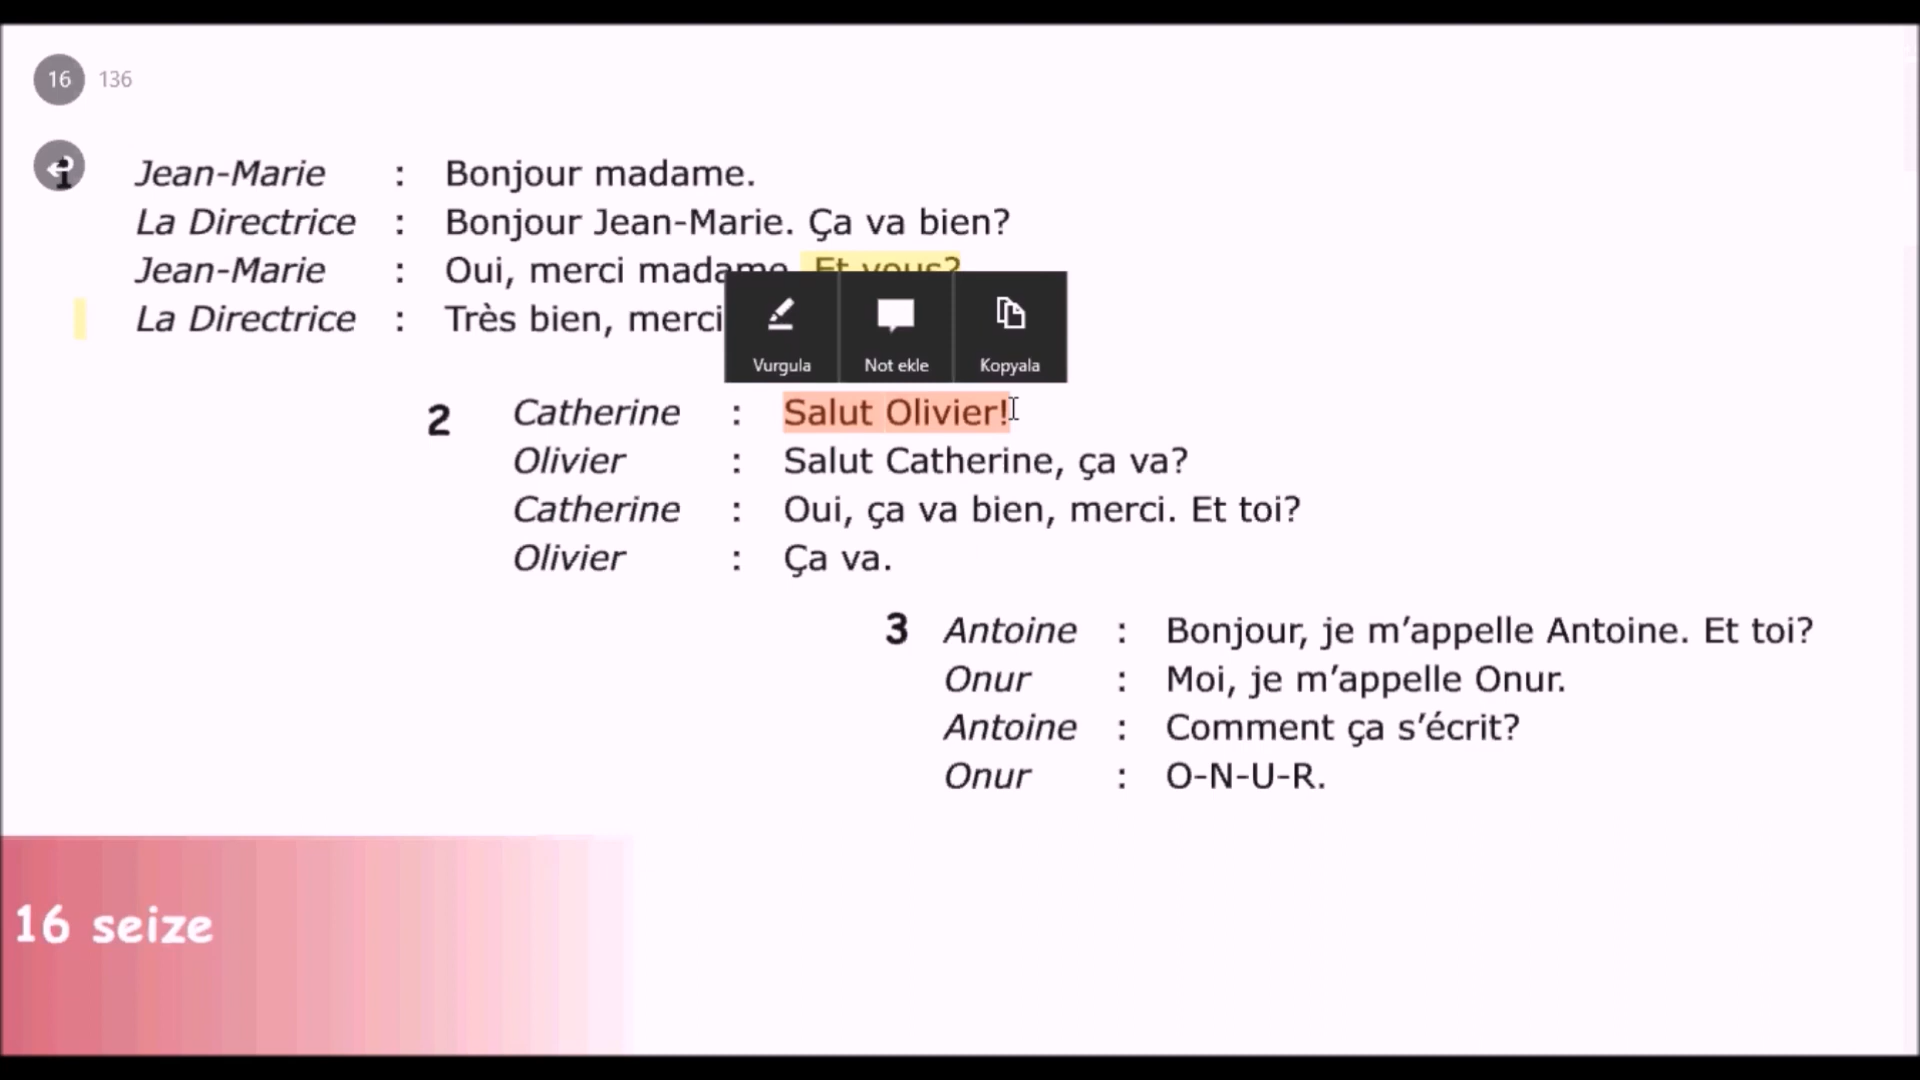 16 136
1 Jean-Marie : Bonjour madame.
La Directrice : Bonjour Jean-Marie. Ça va bien?
Jean-Marie : Oui, merci madame. Et vous?
La Directrice : Très bien, merci
Vurgula Not ekle Kopyala
2 Catherine : Salut Olivier!
Olivier : Salut Catherine, ça va?
Catherine : Oui, ça va bien, merci. Et toi?
Olivier : Ça va.
3 Antoine : Bonjour, je m’appelle Antoine. Et toi?
Onur : Moi, je m’appelle Onur.
Antoine : Comment ça s’écrit?
Onur : O-N-U-R.
16 seize